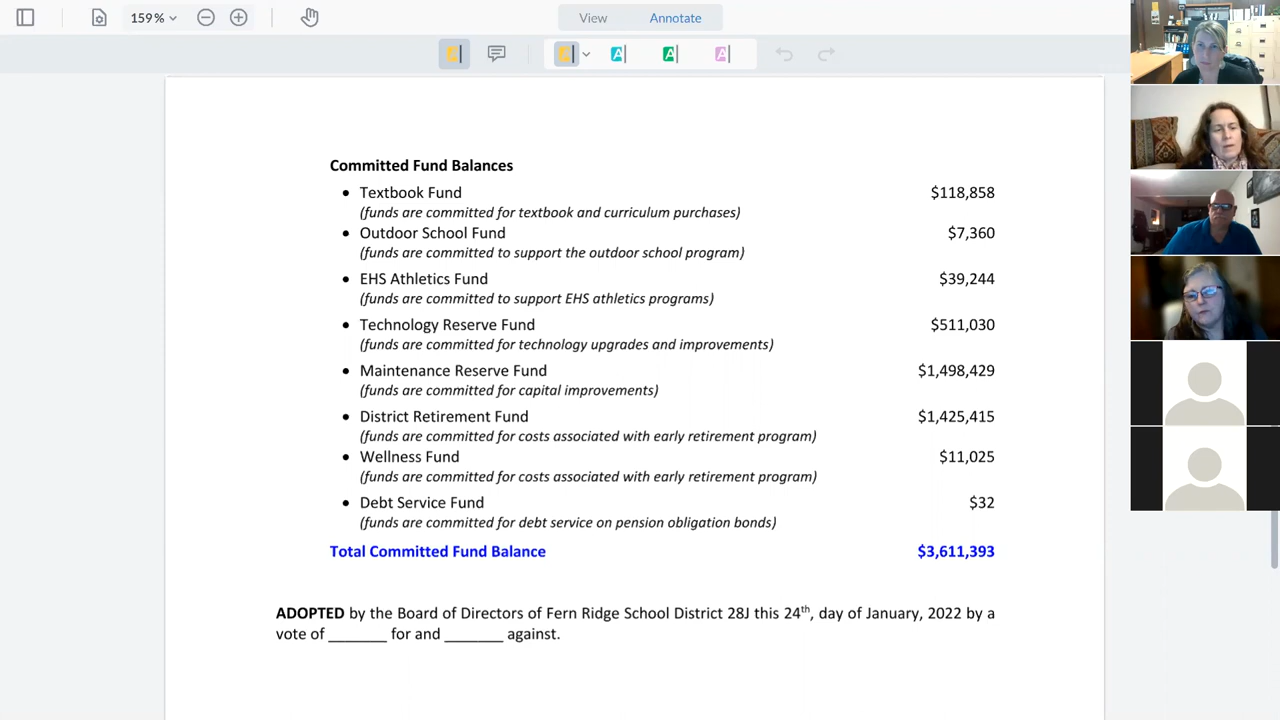 159%
View
Annotate
Committed Fund Balances
• Textbook Fund $118,858
(funds are committed for textbook and curriculum purchases)
• Outdoor School Fund $7,360
(funds are committed to support the outdoor school program)
• EHS Athletics Fund $39,244
(funds are committed to support EHS athletics programs)
• Technology Reserve Fund $511,030
(funds are committed for technology upgrades and improvements)
• Maintenance Reserve Fund $1,498,429
(funds are committed for capital improvements)
• District Retirement Fund $1,425,415
(funds are committed for costs associated with early retirement program)
• Wellness Fund $11,025
(funds are committed for costs associated with early retirement program)
• Debt Service Fund $32
(funds are committed for debt service on pension obligation bonds)
Total Committed Fund Balance $3,611,393
ADOPTED by the Board of Directors of Fern Ridge School District 28J this 24th, day of January, 2022 by a
vote of _______ for and _______ against.